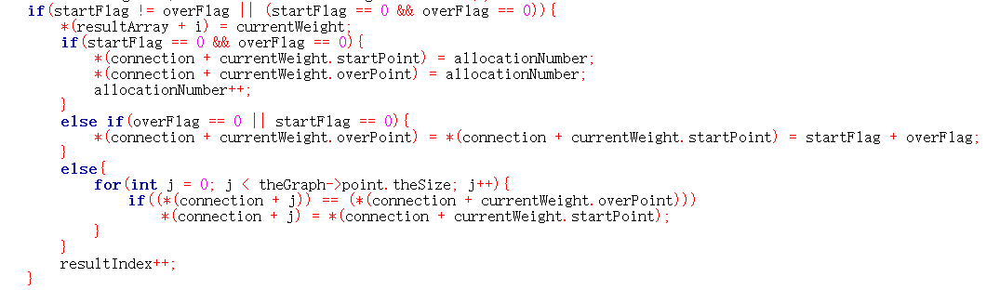 if(startFlag != overFlag || (startFlag == 0 && overFlag == 0)){
*(resultArray + i) = currentWeight;
if(startFlag == 0 && overFlag == 0){
*(connection + currentWeight.startPoint) = allocationNumber;
*(connection + currentWeight.overPoint) = allocationNumber;
allocationNumber++;
}
else if(overFlag == 0 || startFlag == 0){
*(connection + currentWeight.overPoint) = *(connection + currentWeight.startPoint) = startFlag + overFlag;
}
else{
for(int j = 0; j < theGraph->point.theSize; j++){
if((*(connection + j)) == (*(connection + currentWeight.overPoint)))
*(connection + j) = *(connection + currentWeight.startPoint);
}
}
resultIndex++;
}